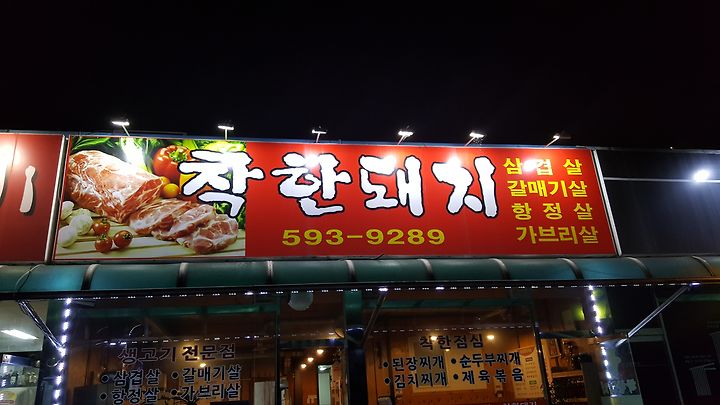 착한돼지
593-9289
삼겹살
갈매기살
항정살
가브리살
생고기 전문점
•삼겹살 •갈매기살
•항정살 •가브리살
착한점심
•된장찌개 •순두부찌개
•김치찌개 •제육볶음